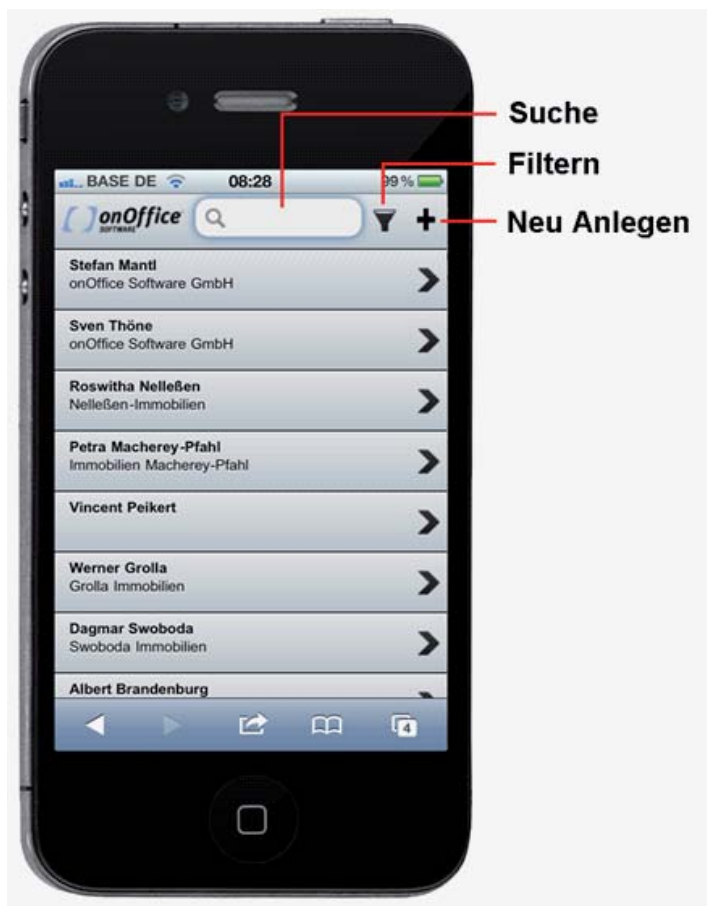 Suche
Filtern
Neu Anlegen
BASE DE 08:28 99 %
onOffice
SOFTWARE
Stefan Mantl
onOffice Software GmbH
Sven Thöne
onOffice Software GmbH
Roswitha Nelleßen
Nelleßen-Immobilien
Petra Macherey-Pfahl
Immobilien Macherey-Pfahl
Vincent Peikert
Werner Grolla
Grolla Immobilien
Dagmar Swoboda
Swoboda Immobilien
Albert Brandenburg
4